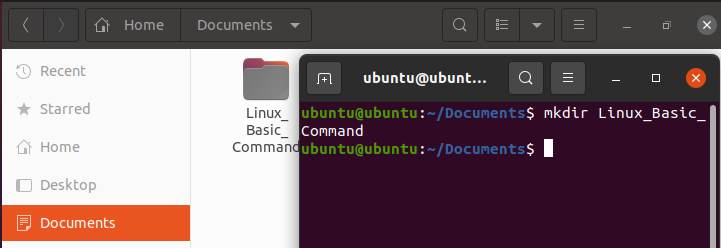 Home Documents
Recent
Starred
Home
Desktop
Documents
Linux_
Basic_
Command
ubuntu@ubunt...
ubuntu@ubuntu:~/Documents$ mkdir Linux_Basic_
Command
ubuntu@ubuntu:~/Documents$